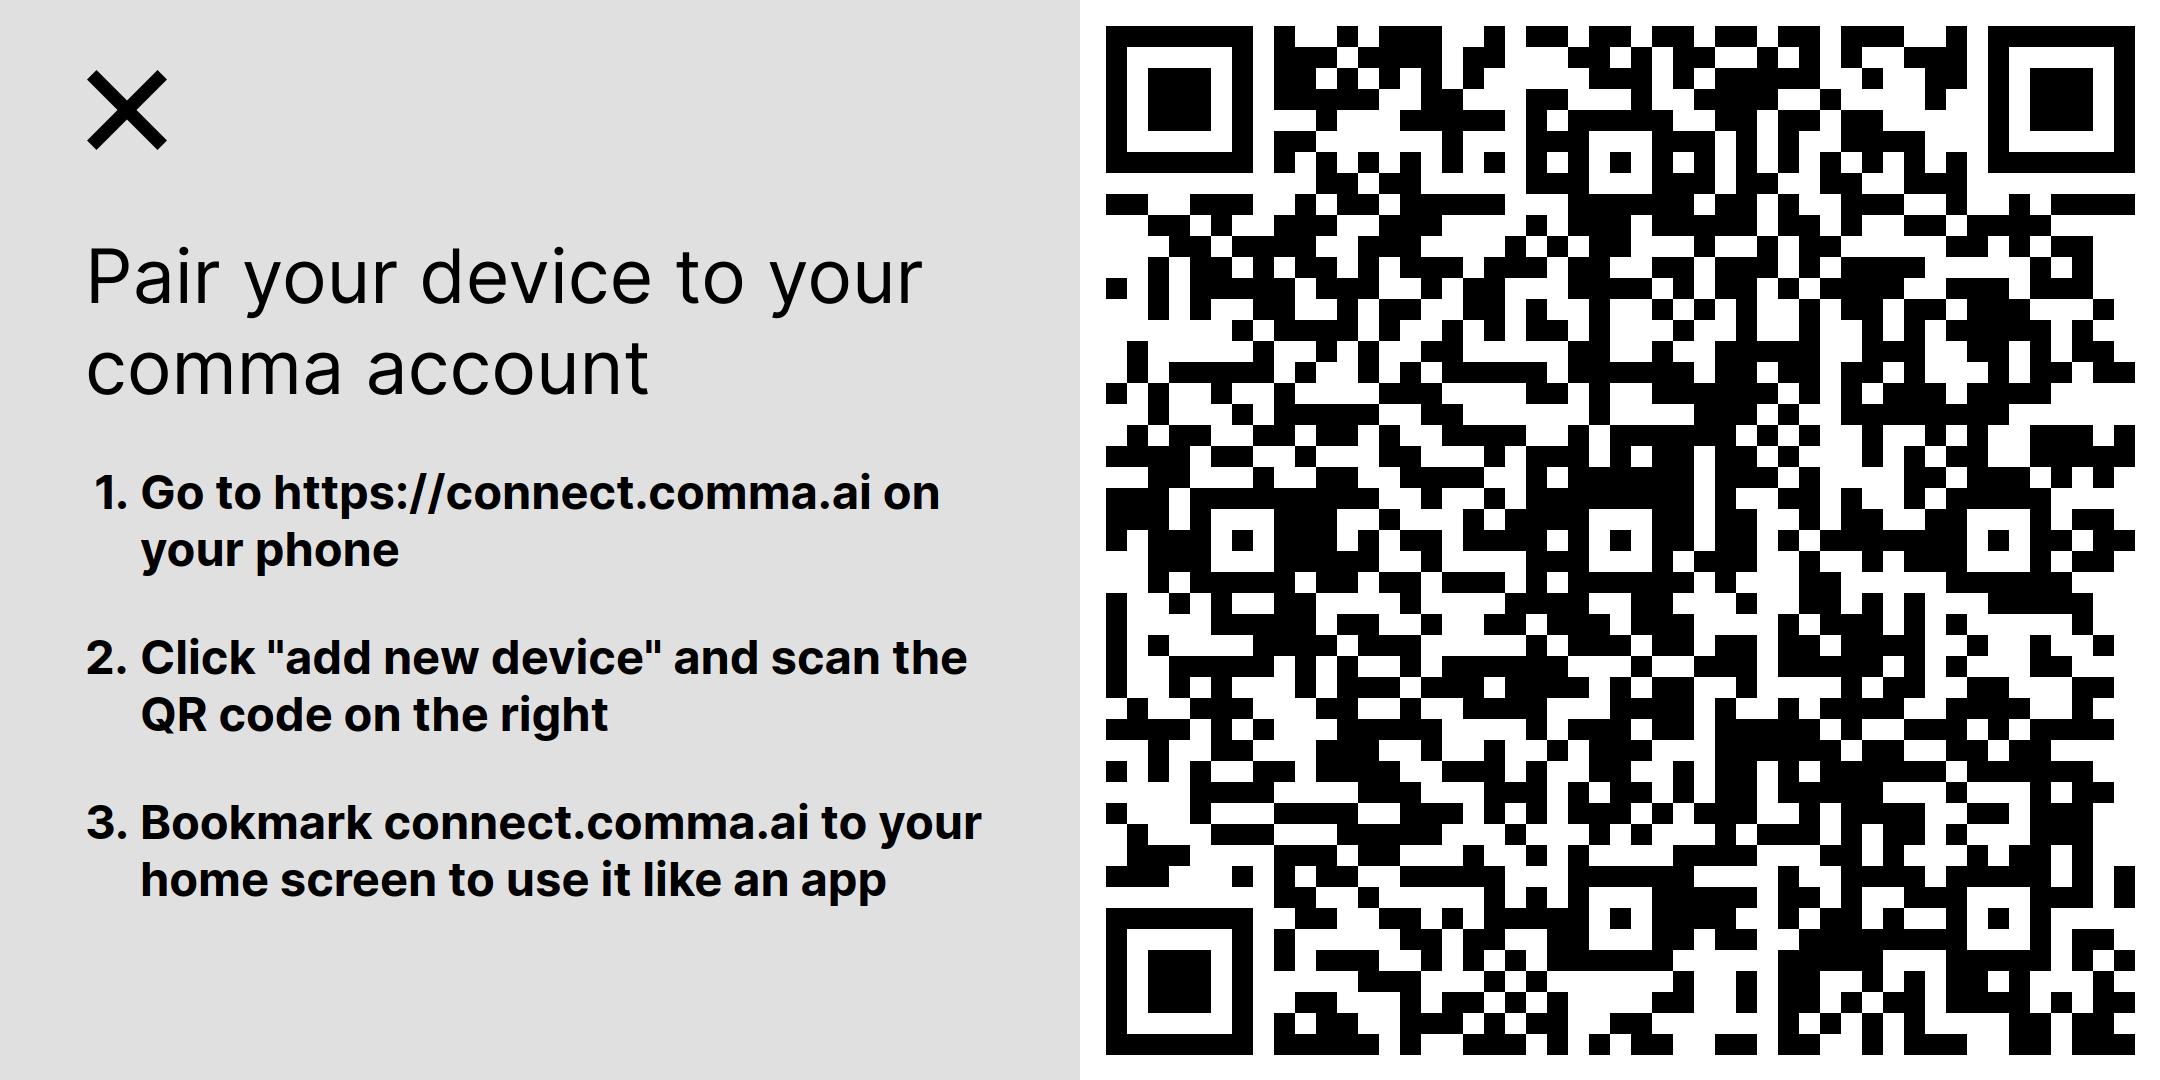 Pair your device to your
comma account
1. Go to https://connect.comma.ai on
your phone
2. Click "add new device" and scan the
QR code on the right
3. Bookmark connect.comma.ai to your
home screen to use it like an app